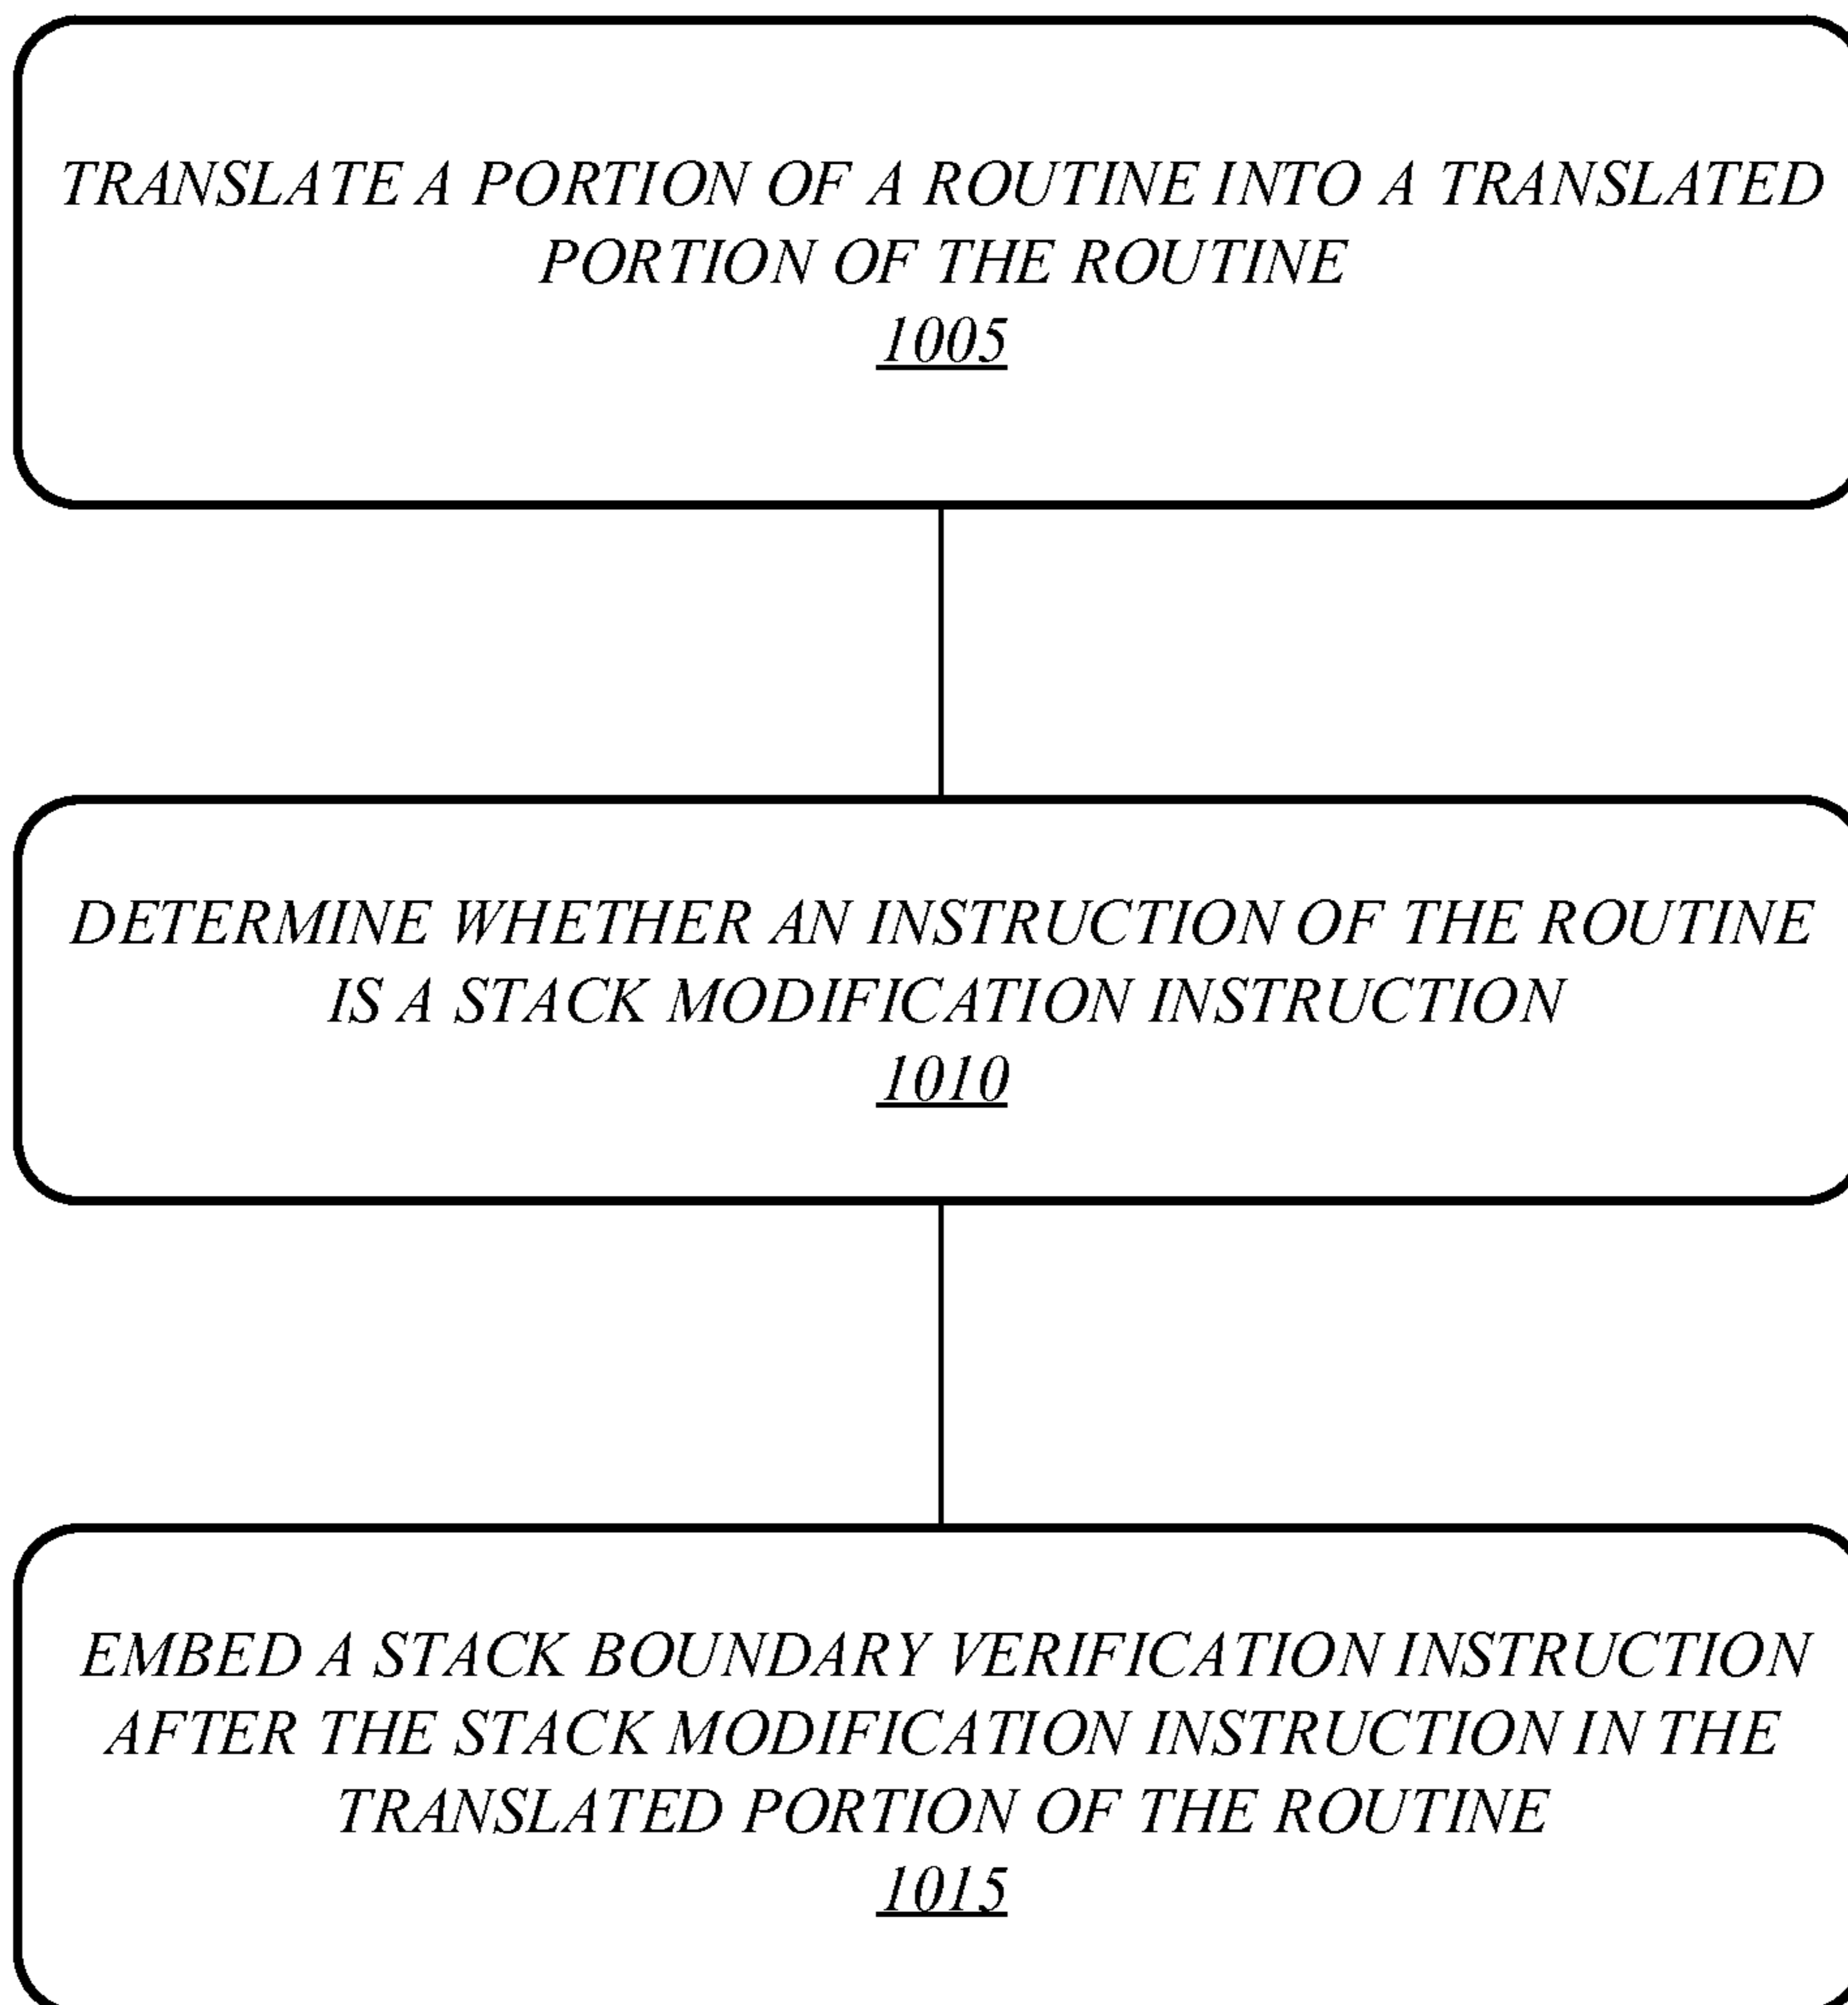 TRANSLATE A PORTION OF A ROUTINE INTO A TRANSLATED
PORTION OF THE ROUTINE
1005
DETERMINE WHETHER AN INSTRUCTION OF THE ROUTINE
IS A STACK MODIFICATION INSTRUCTION
1010
EMBED A STACK BOUNDARY VERIFICATION INSTRUCTION
AFTER THE STACK MODIFICATION INSTRUCTION IN THE
TRANSLATED PORTION OF THE ROUTINE
1015